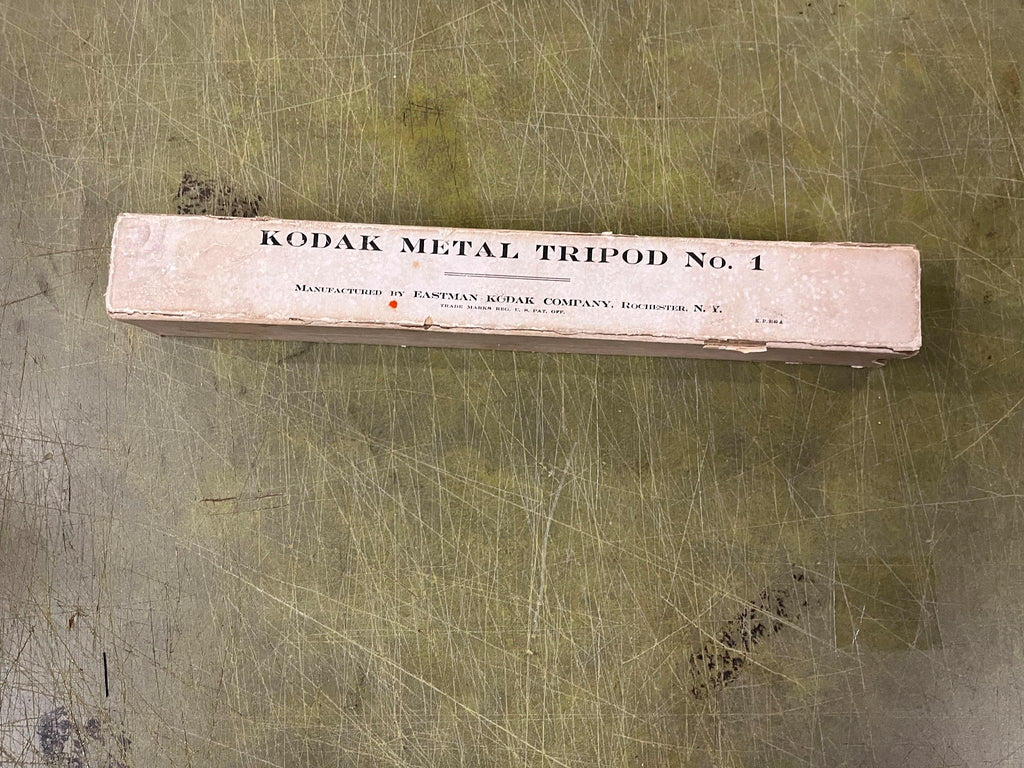 KODAK METAL TRIPOD No. 1
MANUFACTURED BY EASTMAN KODAK COMPANY, ROCHESTER, N. Y.
TRADE MARKS REG. U. S. PAT. OFF.